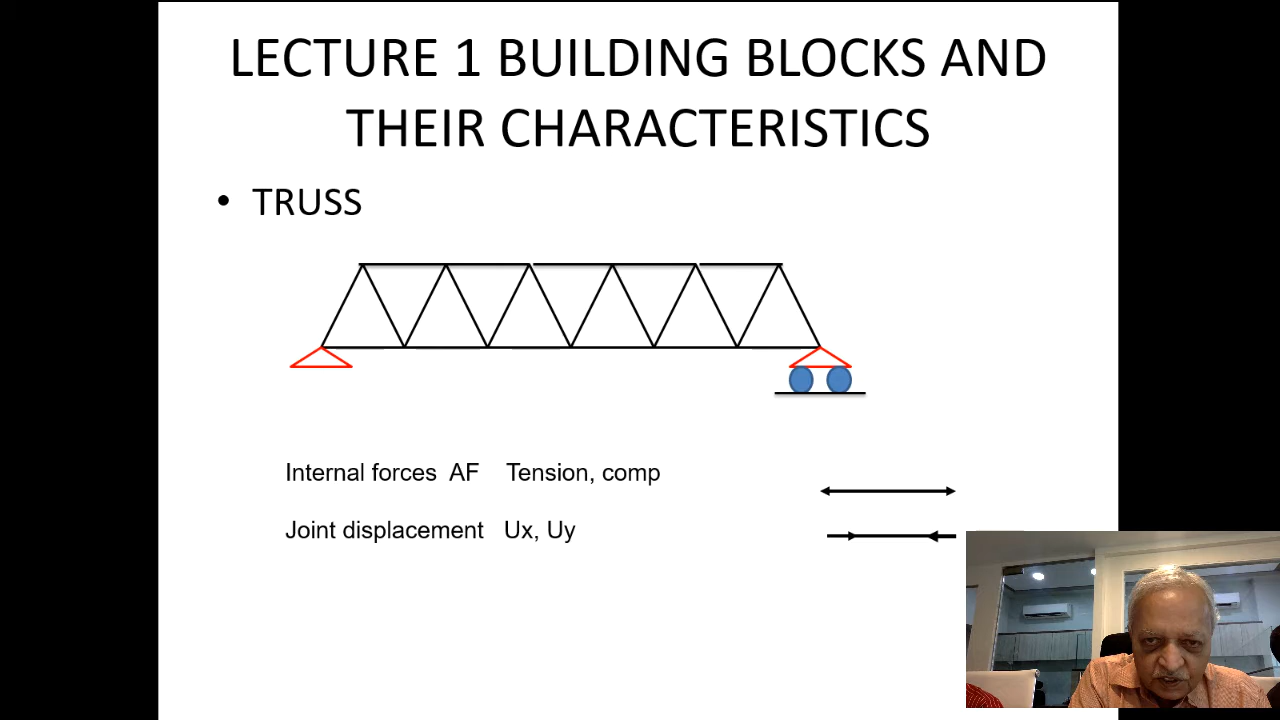 LECTURE 1 BUILDING BLOCKS AND
THEIR CHARACTERISTICS
• TRUSS
Internal forces AF Tension, comp
Joint displacement Ux, Uy